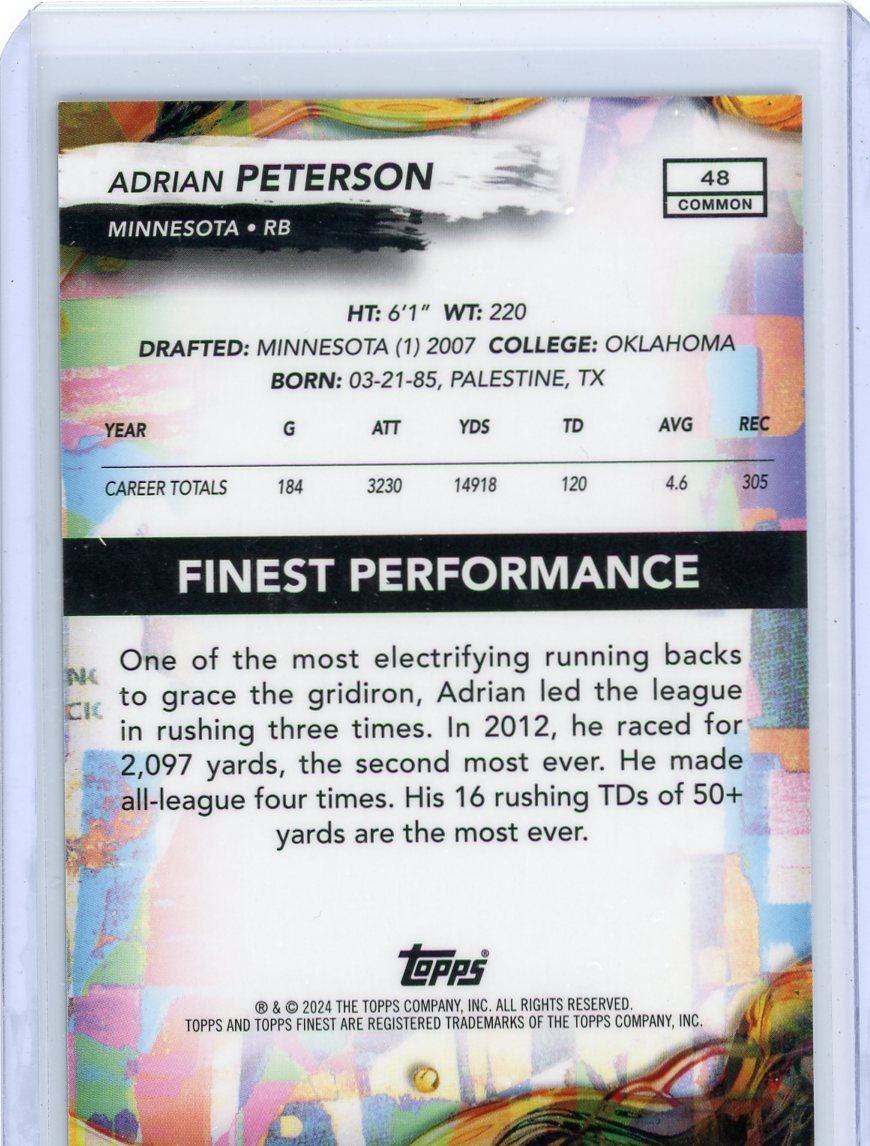 ADRIAN PETERSON
48
COMMON
MINNESOTA • RB
HT: 6'1" WT: 220
DRAFTED: MINNESOTA (1) 2007 COLLEGE: OKLAHOMA
BORN: 03-21-85, PALESTINE, TX
YEAR G ATT YDS TD AVG REC
CAREER TOTALS 184 3230 14918 120 4.6 305
FINEST PERFORMANCE
One of the most electrifying running backs
to grace the gridiron, Adrian led the league
in rushing three times. In 2012, he raced for
2,097 yards, the second most ever. He made
all-league four times. His 16 rushing TDs of 50+
yards are the most ever.
topps®
® & © 2024 THE TOPPS COMPANY, INC. ALL RIGHTS RESERVED.
TOPPS AND TOPPS FINEST ARE REGISTERED TRADEMARKS OF THE TOPPS COMPANY, INC.